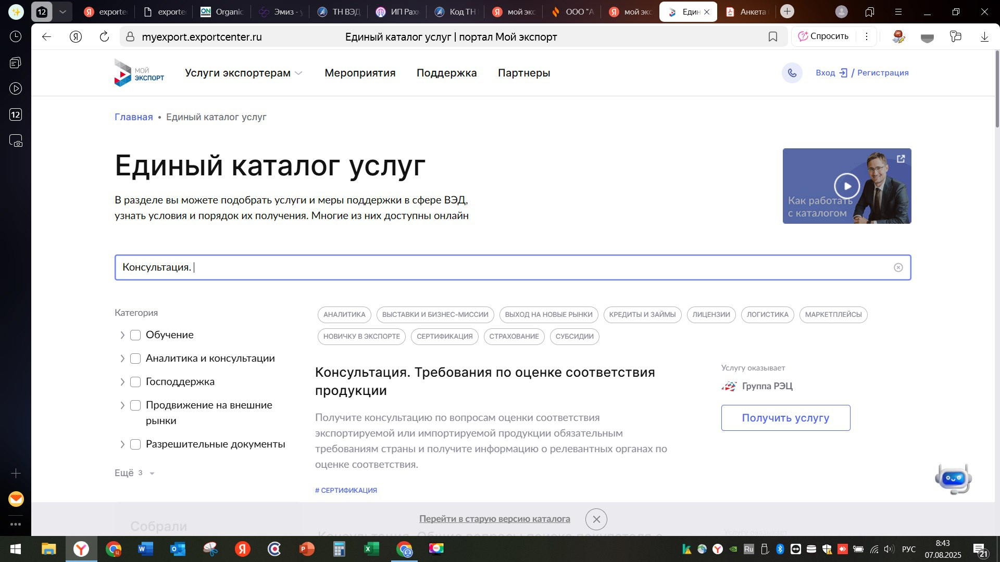 12
exporte
exporte
ON
Organic
Эмиз - у
ТН ВЭД
ИП Рахм
Код ТН
мой экс
ООО "А
мой экс
Един
Анкета
myexport.exportcenter.ru
Единый каталог услуг | портал Мой экспорт
Спросить
12
МОЙ
ЭКСПОРТ
Услуги экспортерам
Мероприятия
Поддержка
Партнеры
Вход / Регистрация
Главная • Единый каталог услуг
Единый каталог услуг
В разделе вы можете подобрать услуги и меры поддержки в сфере ВЭД,
узнать условия и порядок их получения. Многие из них доступны онлайн
Как работать
с каталогом
Консультация.
Категория
Обучение
Аналитика и консультации
Господдержка
Продвижение на внешние
рынки
Разрешительные документы
Ещё 3
Собрали
АНАЛИТИКА
ВЫСТАВКИ И БИЗНЕС-МИССИИ
ВЫХОД НА НОВЫЕ РЫНКИ
КРЕДИТЫ И ЗАЙМЫ
ЛИЦЕНЗИИ
ЛОГИСТИКА
МАРКЕТПЛЕЙСЫ
НОВИЧКУ В ЭКСПОРТЕ
СЕРТИФИКАЦИЯ
СТРАХОВАНИЕ
СУБСИДИИ
Консультация. Требования по оценке соответствия
продукции
Получите консультацию по вопросам оценки соответствия
экспортируемой или импортируемой продукции обязательным
требованиям страны и получите информацию о релевантных органах по
оценке соответствия.
# СЕРТИФИКАЦИЯ
Услугу оказывает
Группа РЭЦ
Получить услугу
Перейти в старую версию каталога
Консультация. Общие вопросы поиска покупателя о
Услугу оказывает
Ru
РУС
8:43
07.08.2025
21